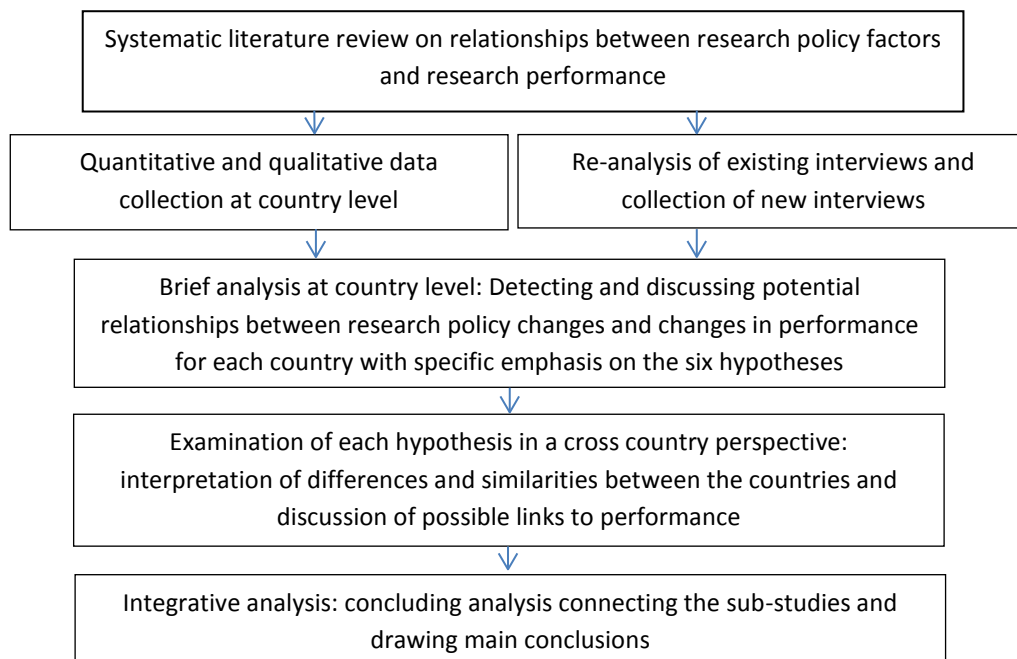 Systematic literature review on relationships between research policy factors
and research performance
Quantitative and qualitative data
collection at country level
Re-analysis of existing interviews and
collection of new interviews
Brief analysis at country level: Detecting and discussing potential
relationships between research policy changes and changes in performance
for each country with specific emphasis on the six hypotheses
Examination of each hypothesis in a cross country perspective:
interpretation of differences and similarities between the countries and
discussion of possible links to performance
Integrative analysis: concluding analysis connecting the sub-studies and
drawing main conclusions